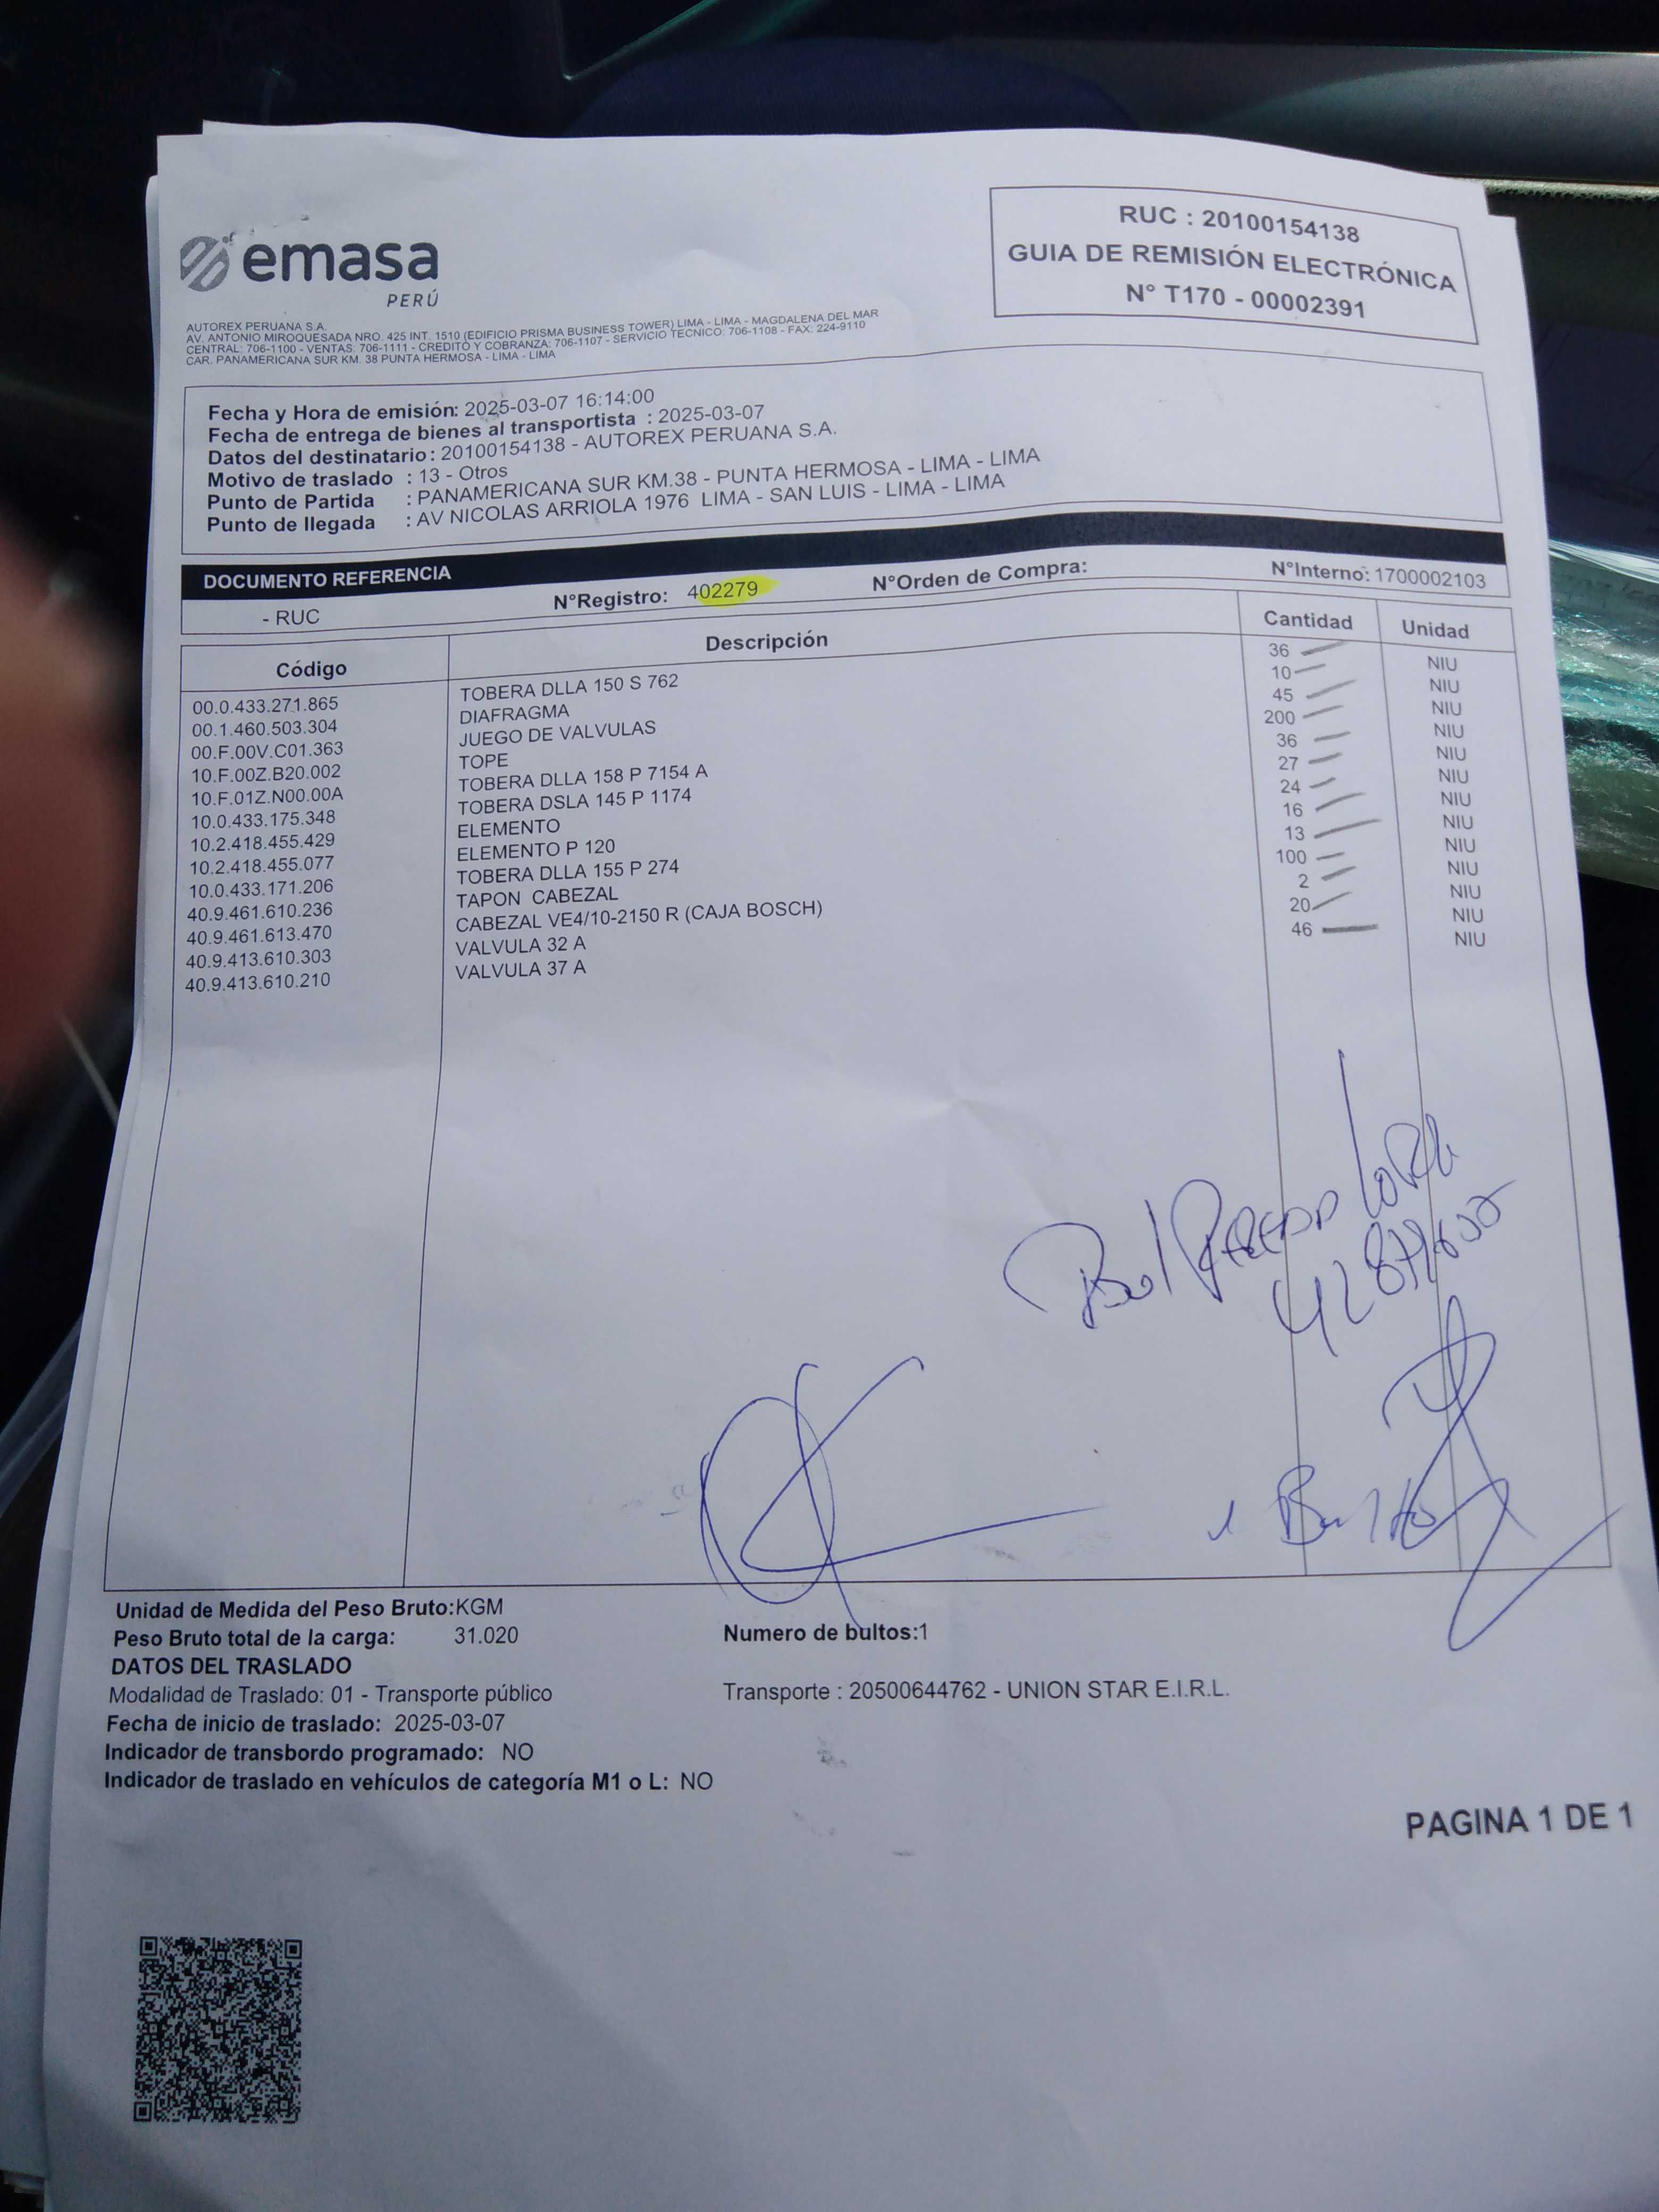 emasa
PERÚ
RUC : 20100154138
GUIA DE REMISIÓN ELECTRÓNICA
N° T170 - 00002391
AUTOREX PERUANA S.A.
AV. ANTONIO MIROQUESADA NRO. 425 INT. 1510 (EDIFICIO PRISMA BUSINESS TOWER) LIMA - LIMA - MAGDALENA DEL MAR
CENTRAL: 706-1100 - VENTAS: 706-1111 - CREDITO Y COBRANZA: 706-1107 - SERVICIO TECNICO: 706-1108 - FAX: 224-9110
CAR. PANAMERICANA SUR KM. 38 PUNTA HERMOSA - LIMA - LIMA
Fecha y Hora de emisión: 2025-03-07 16:14:00
Fecha de entrega de bienes al transportista : 2025-03-07
Datos del destinatario : 20100154138 - AUTOREX PERUANA S.A.
Motivo de traslado : 13 - Otros
Punto de Partida : PANAMERICANA SUR KM.38 - PUNTA HERMOSA - LIMA - LIMA
Punto de llegada : AV NICOLAS ARRIOLA 1976 LIMA - SAN LUIS - LIMA - LIMA
DOCUMENTO REFERENCIA
- RUC N°Registro: 402279 N°Orden de Compra: N°Interno: 1700002103
Código Descripción Cantidad Unidad
00.0.433.271.865 TOBERA DLLA 150 S 762 36 NIU
00.1.460.503.304 DIAFRAGMA 10 NIU
00.F.00V.C01.363 JUEGO DE VALVULAS 45 NIU
10.F.00Z.B20.002 TOPE 200 NIU
10.F.01Z.N00.00A TOBERA DLLA 158 P 7154 A 36 NIU
10.0.433.175.348 TOBERA DSLA 145 P 1174 27 NIU
10.2.418.455.429 ELEMENTO 24 NIU
10.2.418.455.077 ELEMENTO P 120 16 NIU
10.0.433.171.206 TOBERA DLLA 155 P 274 13 NIU
40.9.461.610.236 TAPON CABEZAL 100 NIU
40.9.461.613.470 CABEZAL VE4/10-2150 R (CAJA BOSCH) 2 NIU
40.9.413.610.303 VALVULA 32 A 20 NIU
40.9.413.610.210 VALVULA 37 A 46 NIU
1 Bulto
Unidad de Medida del Peso Bruto:KGM
Peso Bruto total de la carga: 31.020 Numero de bultos:1
DATOS DEL TRASLADO
Modalidad de Traslado: 01 - Transporte público Transporte : 20500644762 - UNION STAR E.I.R.L.
Fecha de inicio de traslado: 2025-03-07
Indicador de transbordo programado: NO
Indicador de traslado en vehículos de categoría M1 o L: NO
PAGINA 1 DE 1